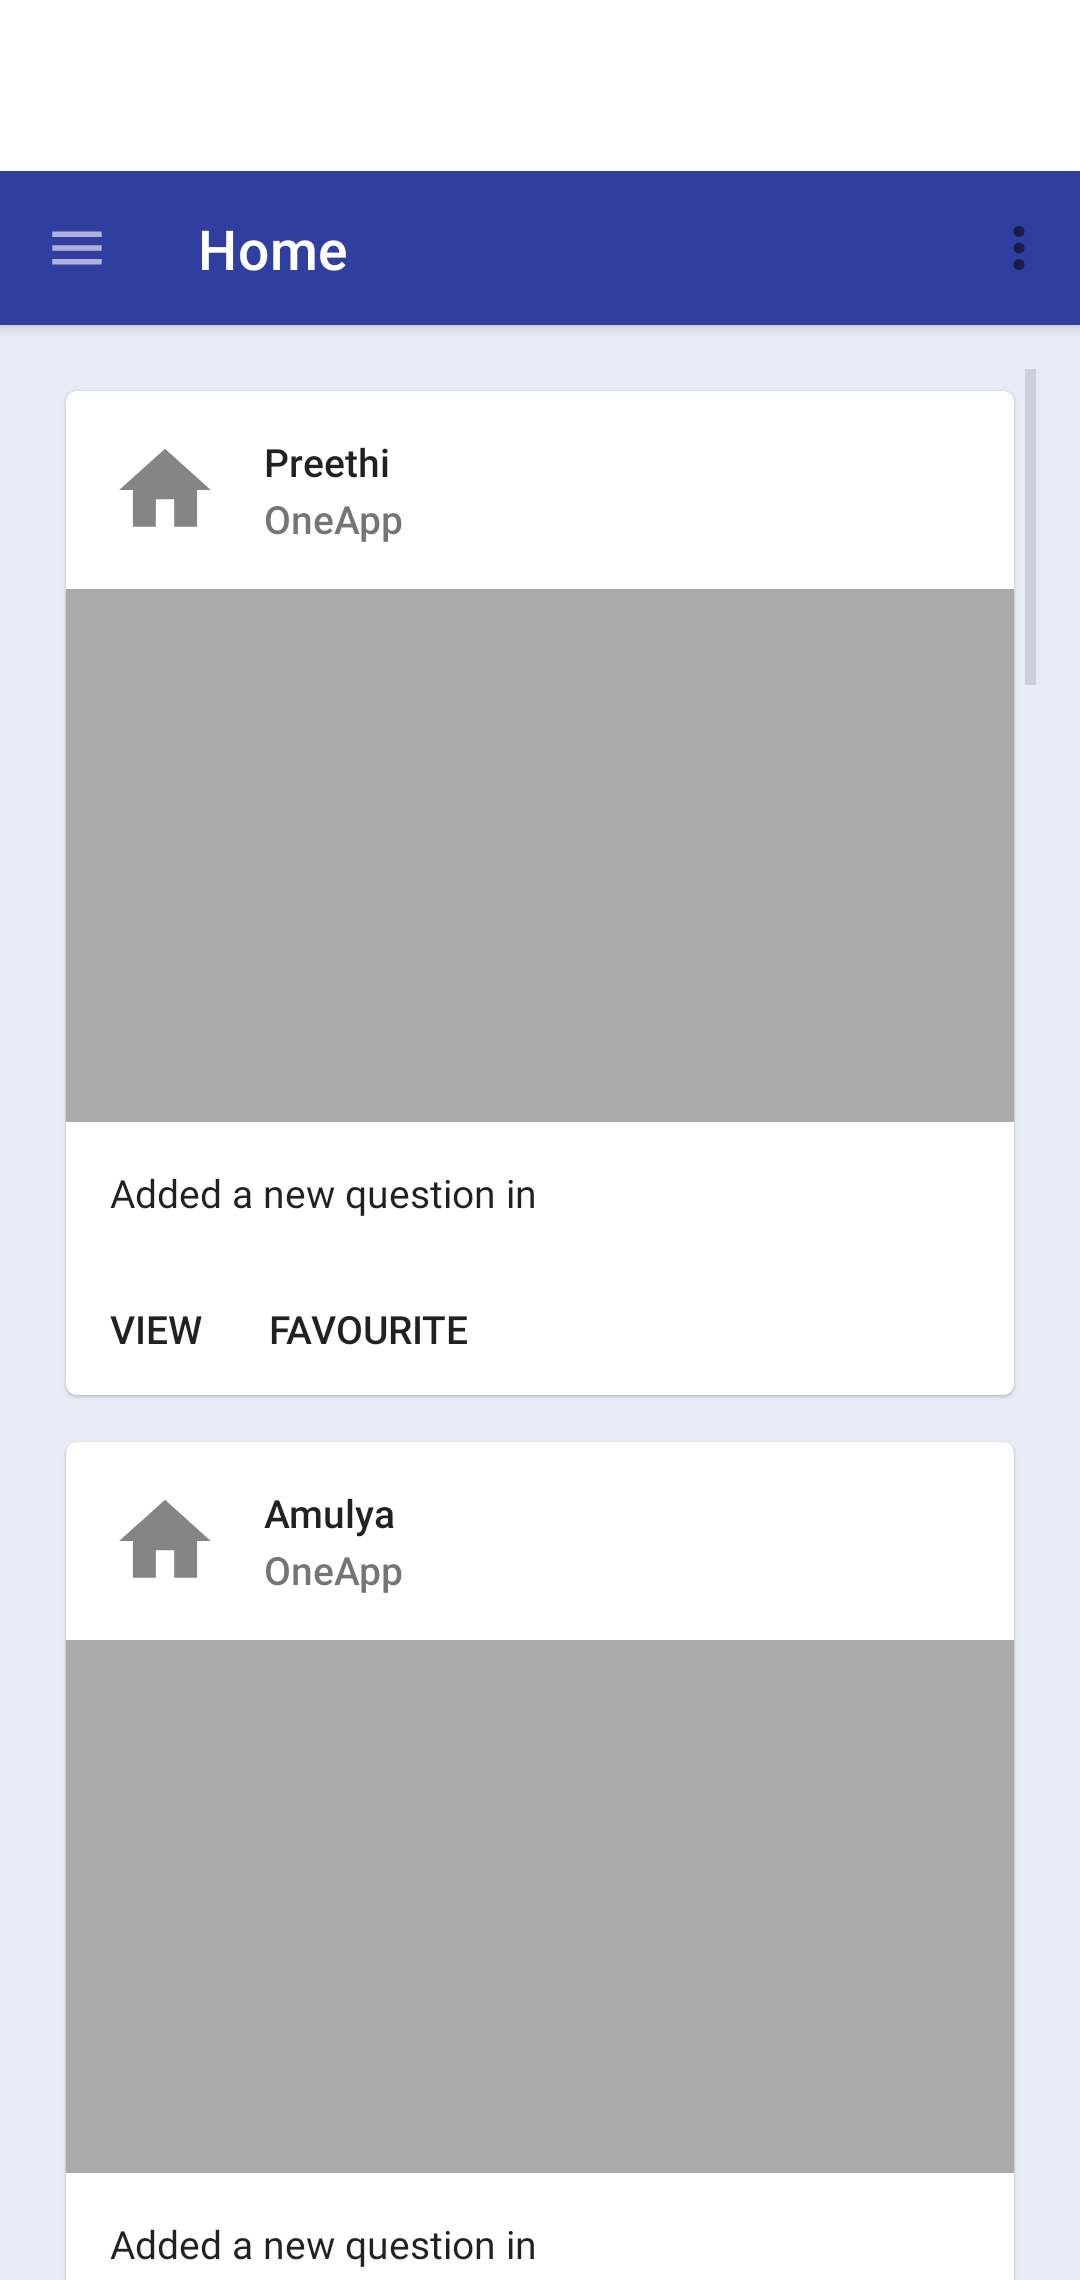 Home
Preethi
OneApp
Added a new question in
VIEW FAVOURITE
Amulya
OneApp
Added a new question in